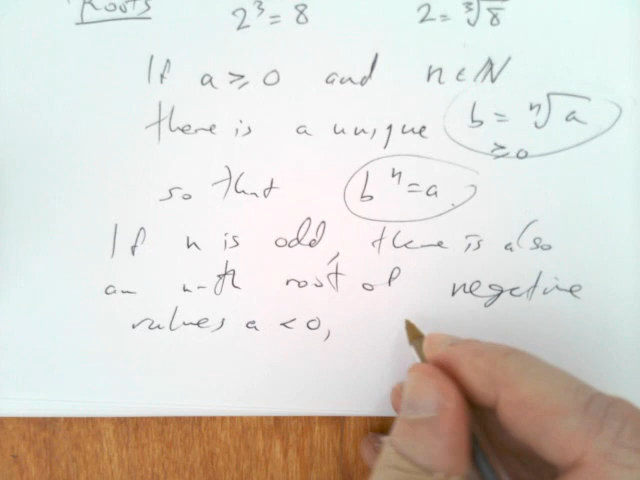 Roots 2³ = 8 2 = ∛8
If a ≥ 0 and n ∈ ℕ
there is a unique b = ⁿ√a
≥ 0
so that bⁿ = a.
If n is odd, there is also
an n-th root of negative
values a < 0,